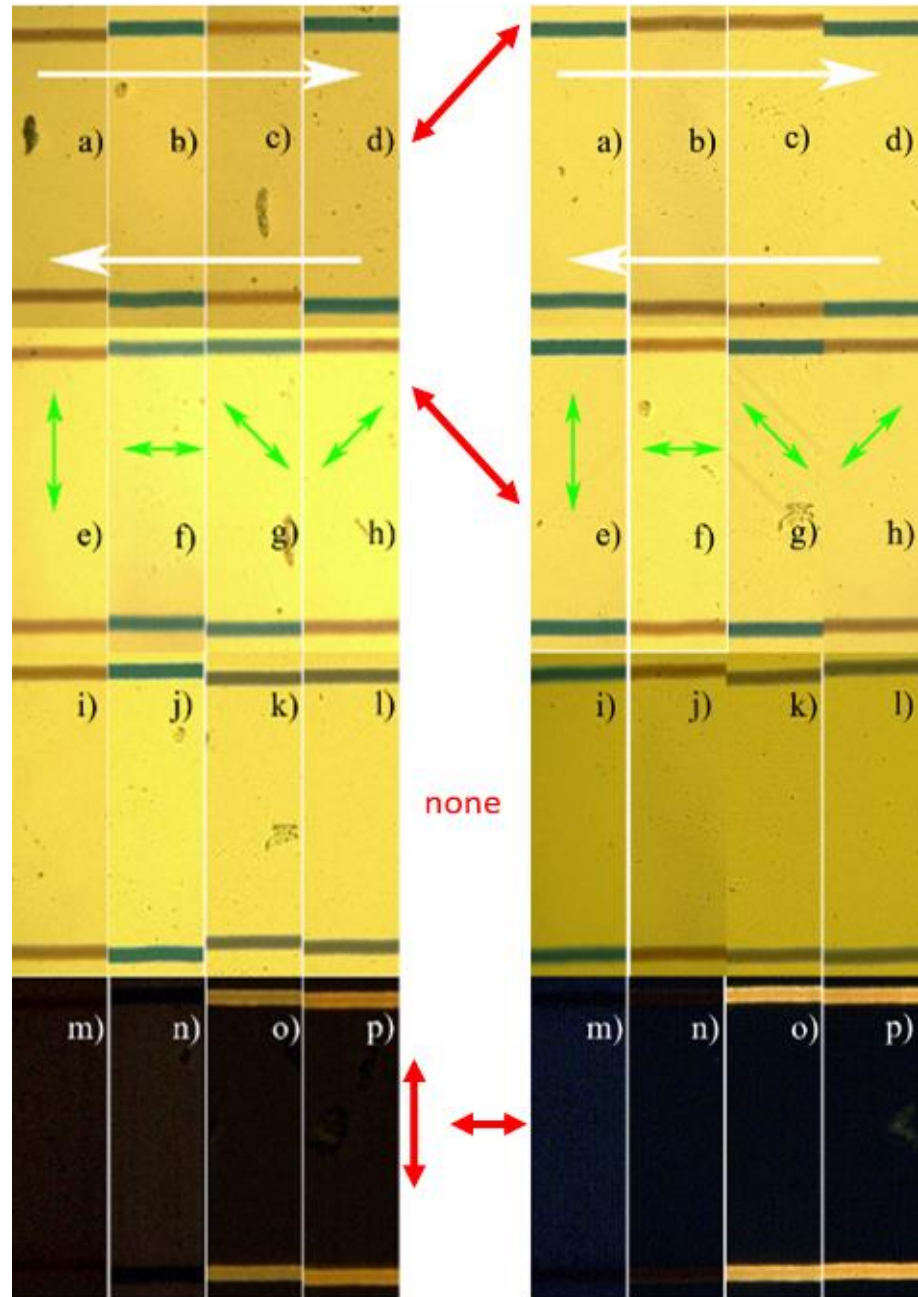 a) b) c) d) a) b) c) d)
e) f) g) h) e) f) g) h)
i) j) k) l) i) j) k) l)
none
m) n) o) p) m) n) o) p)